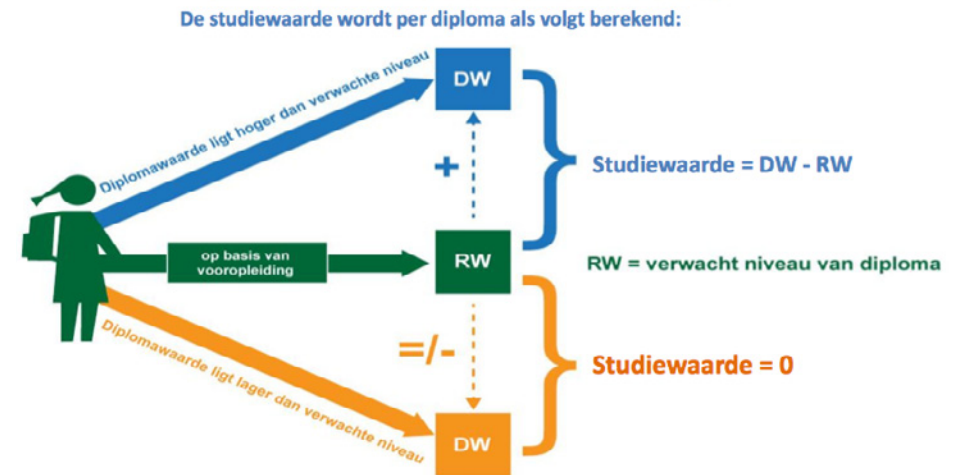 De studiewaarde wordt per diploma als volgt berekend:
Diplomawaarde ligt hoger dan verwachte niveau
DW
+
Studiewaarde = DW - RW
op basis van
vooropleiding
RW
RW = verwacht niveau van diploma
=/-
Diplomawaarde ligt lager dan verwachte niveau
Studiewaarde = 0
DW